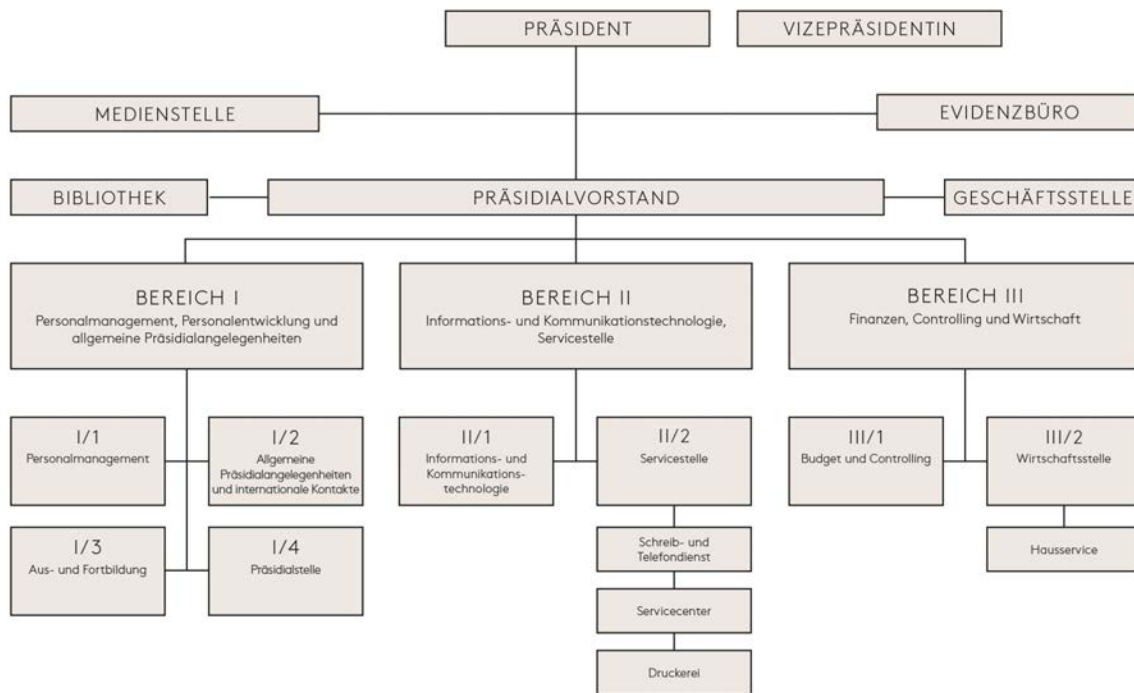 PRÄSIDENT
VIZEPRÄSIDENTIN
MEDIENSTELLE
EVIDENZBÜRO
BIBLIOTHEK
PRÄSIDIALVORSTAND
GESCHÄFTSSTELLE
BEREICH I
Personalmanagement, Personalentwicklung und
allgemeine Präsidialangelegenheiten
BEREICH II
Informations- und Kommunikationstechnologie,
Servicestelle
BEREICH III
Finanzen, Controlling und Wirtschaft
I/1
Personalmanagement
I/2
Allgemeine
Präsidialangelegenheiten
und internationale Kontakte
II/1
Informations- und
Kommunikations-
technologie
II/2
Servicestelle
III/1
Budget und Controlling
III/2
Wirtschaftsstelle
I/3
Aus- und Fortbildung
I/4
Präsidialstelle
Schreib- und
Telefondienst
Hausservice
Servicecenter
Druckerei